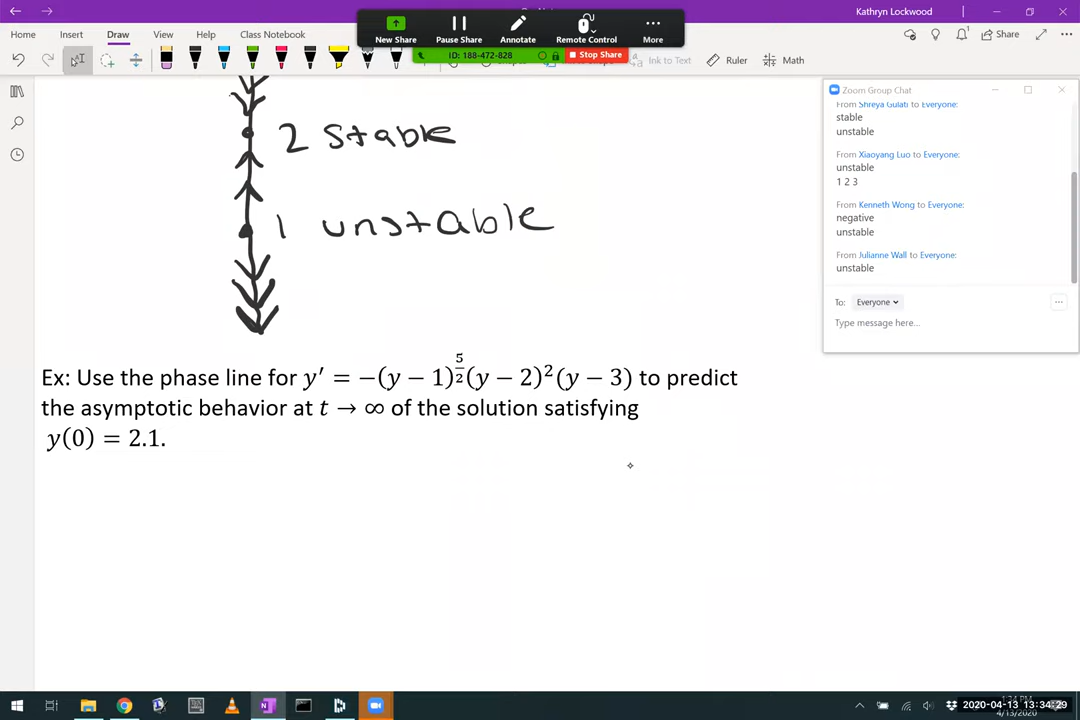 Kathryn Lockwood
Home Insert Draw View Help Class Notebook
New Share Pause Share Annotate Remote Control More
ID: 188-472-828 Stop Share
Share
Ink to Text Ruler Math
Zoom Group Chat
From Shreya Gulati to Everyone:
stable
unstable
From Xiaoyang Luo to Everyone:
unstable
1 2 3
From Kenneth Wong to Everyone:
negative
unstable
From Julianne Wall to Everyone:
unstable
To: Everyone
Type message here...
2 stable
1 unstable
Ex: Use the phase line for y′ = −(y − 1)^(5/2)(y − 2)²(y − 3) to predict
the asymptotic behavior at t → ∞ of the solution satisfying
y(0) = 2.1.
2020-04-13 13:34:29